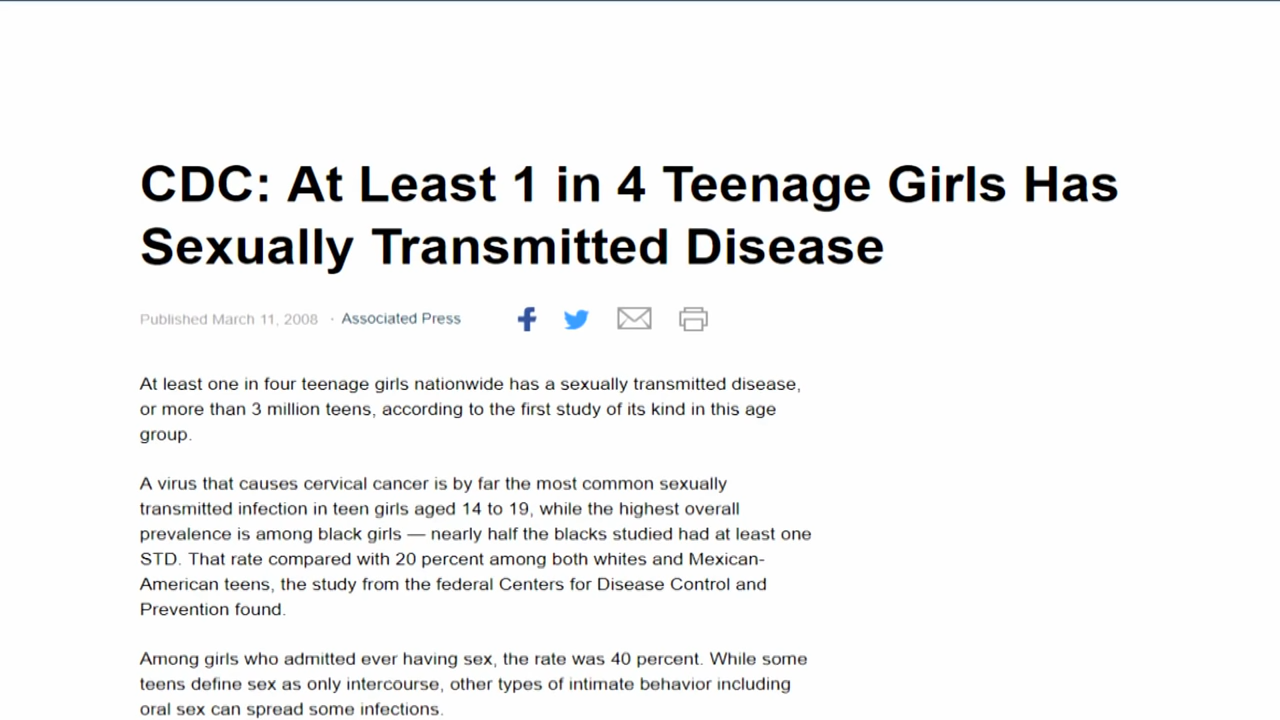 CDC: At Least 1 in 4 Teenage Girls Has
Sexually Transmitted Disease
Published March 11, 2008 · Associated Press
At least one in four teenage girls nationwide has a sexually transmitted disease,
or more than 3 million teens, according to the first study of its kind in this age
group.
A virus that causes cervical cancer is by far the most common sexually
transmitted infection in teen girls aged 14 to 19, while the highest overall
prevalence is among black girls — nearly half the blacks studied had at least one
STD. That rate compared with 20 percent among both whites and Mexican-
American teens, the study from the federal Centers for Disease Control and
Prevention found.
Among girls who admitted ever having sex, the rate was 40 percent. While some
teens define sex as only intercourse, other types of intimate behavior including
oral sex can spread some infections.